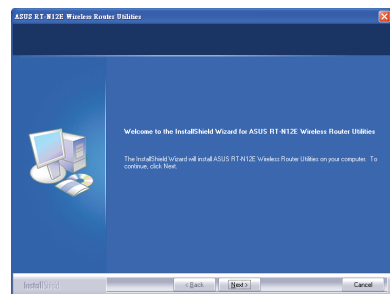 ASUS RT-N12E Wireless Router Utilities
Welcome to the InstallShield Wizard for ASUS RT-N12E Wireless Router Utilities
The InstallShield Wizard will install ASUS RT-N12E Wireless Router Utilities on your computer. To
continue, click Next.
InstallShield
< Back
Next >
Cancel